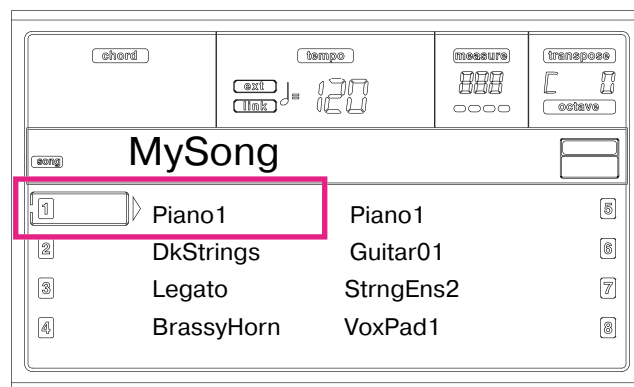 chord tempo measure transpose
ext
link
= 120
888
C 0
octave
song MySong
1 Piano1 Piano1 5
2 DkStrings Guitar01 6
3 Legato StrngEns2 7
4 BrassyHorn VoxPad1 8